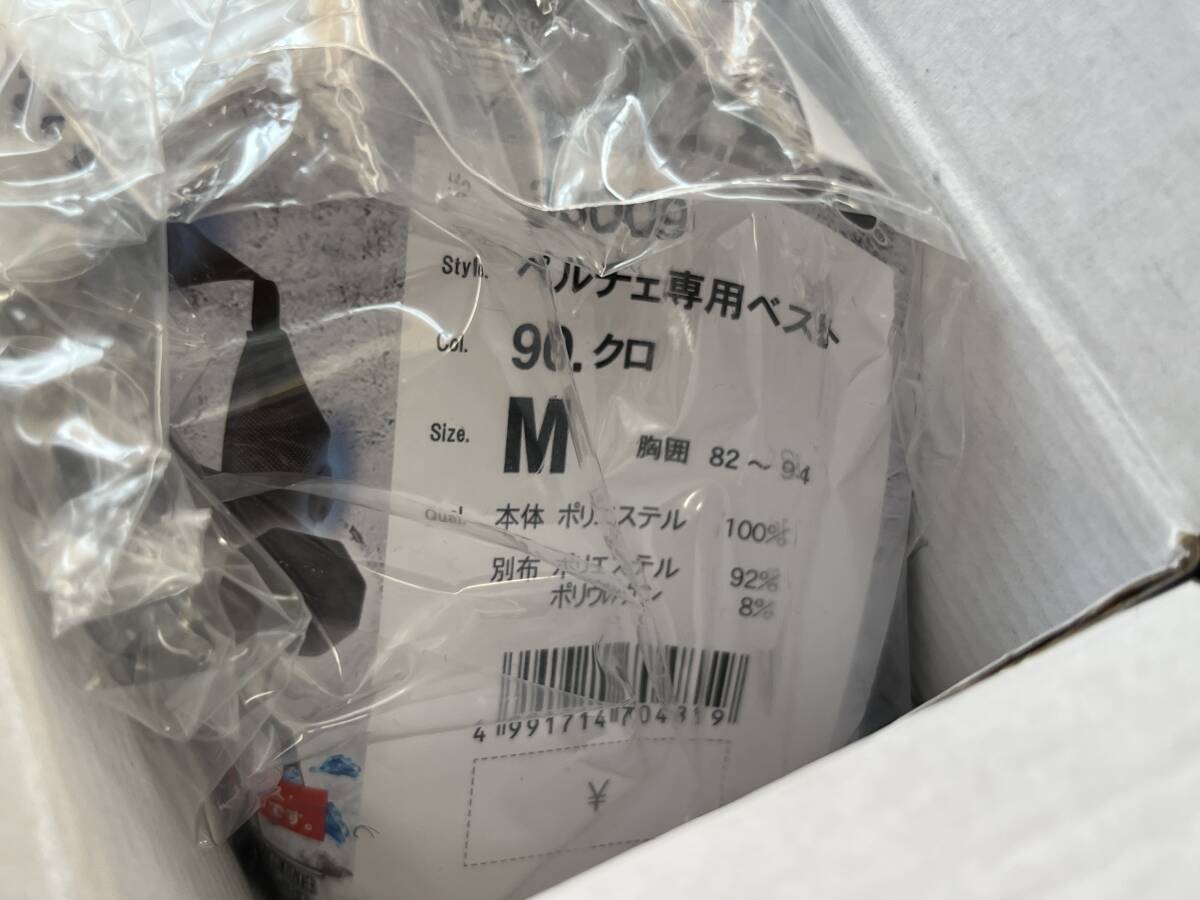 Style. ペルチェ専用ベスト
Col. 90. クロ
Size. M 胸囲 82～94
Qual. 本体 ポリエステル 100%
別布 ポリエステル 92%
ポリウレタン 8%
4 991714 704319
¥
です。